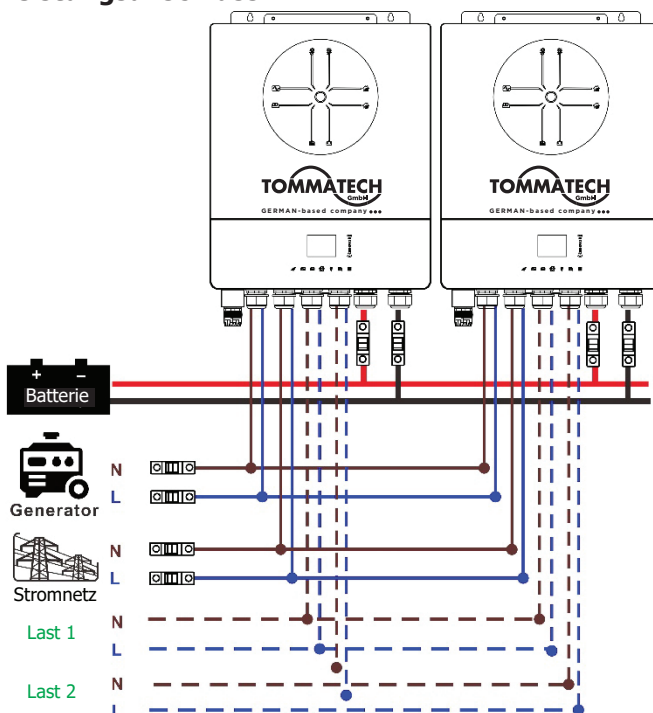 TOMMATECH
GmbH
GERMAN-based company
TOMMATECH
GmbH
GERMAN-based company
+ −
Batterie
N
L
Generator
N
L
Stromnetz
Last 1
N
L
Last 2
N
L